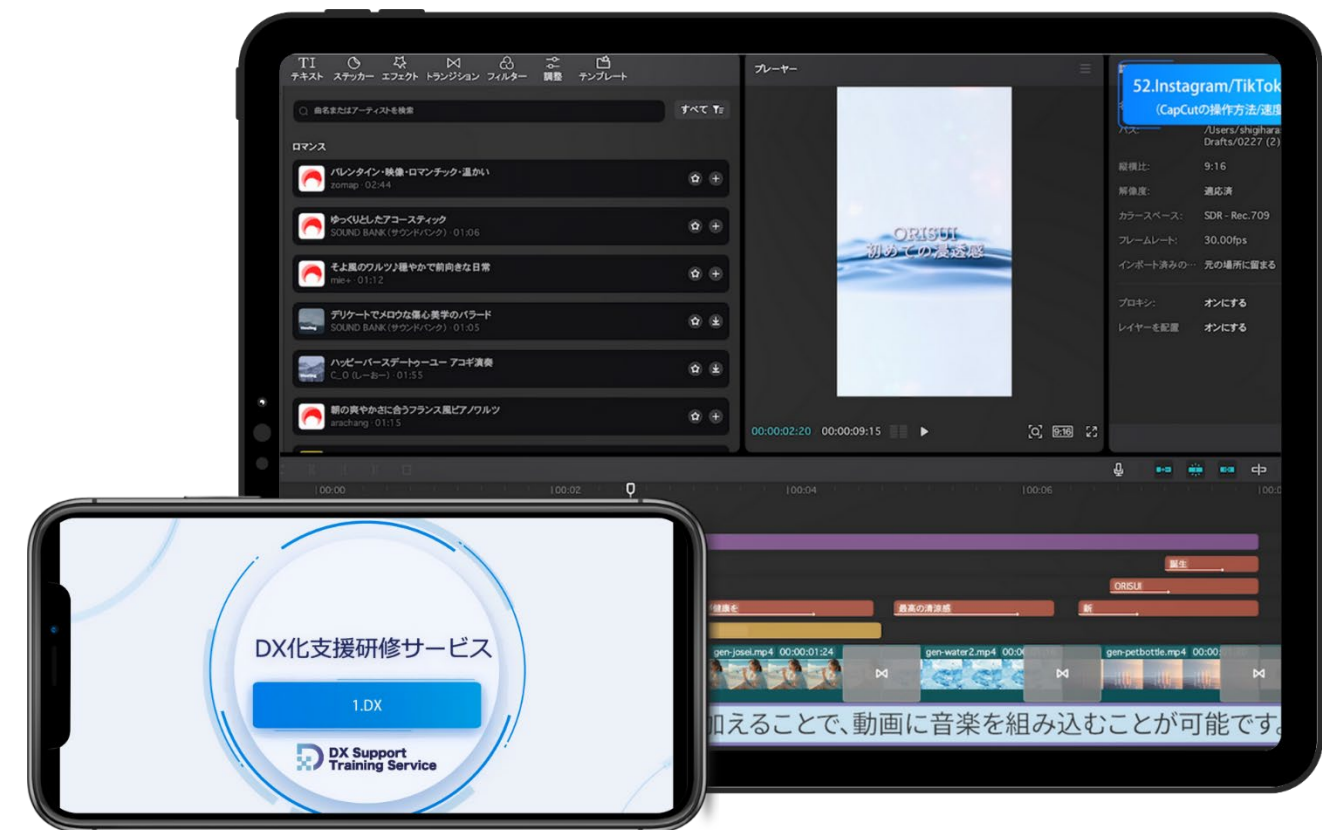 TI
テキスト ステッカー エフェクト トランジション フィルター 調整 テンプレート
曲名またはアーティストを検索
すべて
ロマンス
バレンタイン・映像・ロマンチック・温かい
zomap · 02:44
ゆっくりとしたアコースティック
SOUND BANK (サウンドバンク) · 01:06
そよ風のワルツ♪穏やかで前向きな日常
mie+ · 01:12
デリケートでメロウな傷心美学のバラード
SOUND BANK (サウンドバンク) · 01:05
ハッピーバースデートゥーユー アコギ演奏
C_O (しーおー) · 01:55
朝の爽やかさに合うフランス風ピアノワルツ
arachang · 01:15
プレーヤー
ORISUI
初めての浸透感
00:00:02:20 00:00:09:15
9:16
52.Instagram/TikTok
(CapCutの操作方法/速度
パス:
/Users/shigihara
Drafts/0227 (2)
縦横比: 9:16
解像度: 適応済
カラースペース: SDR - Rec.709
フレームレート: 30.00fps
インポート済みの… 元の場所に留まる
プロキシ: オンにする
レイヤーを配置 オンにする
00:00 00:02 00:04 00:06
誕生
ORISUI
健康を 最高の清涼感 新
gen-josei.mp4 00:00:01:24 gen-water2.mp4 gen-petbottle.mp4
加えることで、動画に音楽を組み込むことが可能です。
DX化支援研修サービス
1.DX
DX Support
Training Service